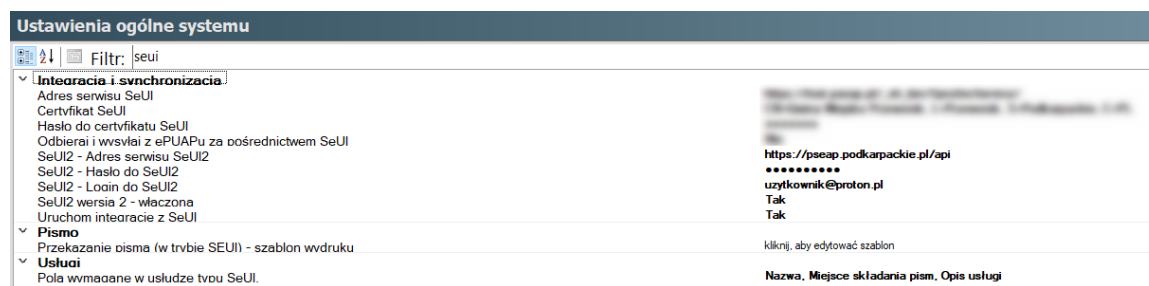 Ustawienia ogólne systemu
Filtr: seui
Integracja i synchronizacja
Adres serwisu SeUI
Certyfikat SeUI
Hasło do certyfikatu SeUI
Odbieraj i wysyłaj z ePUAPu za pośrednictwem SeUI
SeUI2 - Adres serwisu SeUI2 https://pseap.podkarpackie.pl/api
SeUI2 - Hasło do SeUI2 ●●●●●●●●●●
SeUI2 - Login do SeUI2 uzytkownik@proton.pl
SeUI2 wersja 2 - włączona Tak
Uruchom integrację z SeUI Tak
Pismo
Przekazanie pisma (w trybie SEUI) - szablon wydruku kliknij, aby edytować szablon
Usługi
Pola wymagane w usłudze typu SeUI. Nazwa, Miejsce składania pism, Opis usługi